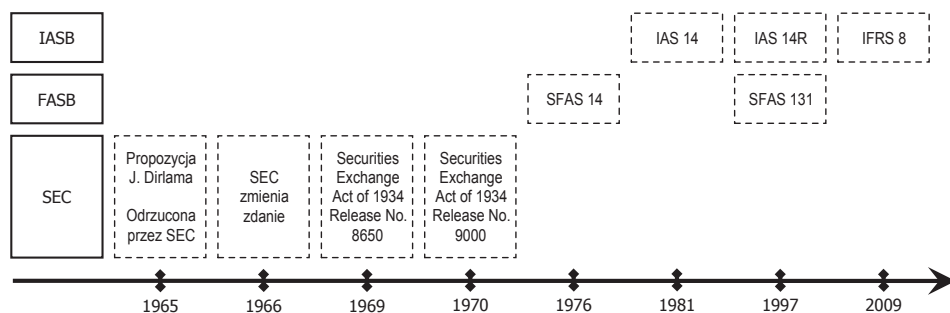 IASB
IAS 14
IAS 14R
IFRS 8
FASB
SFAS 14
SFAS 131
SEC
Propozycja
J. Dirlama
Odrzucona
przez SEC
SEC
zmienia
zdanie
Securities
Exchange
Act of 1934
Release No.
8650
Securities
Exchange
Act of 1934
Release No.
9000
1965
1966
1969
1970
1976
1981
1997
2009